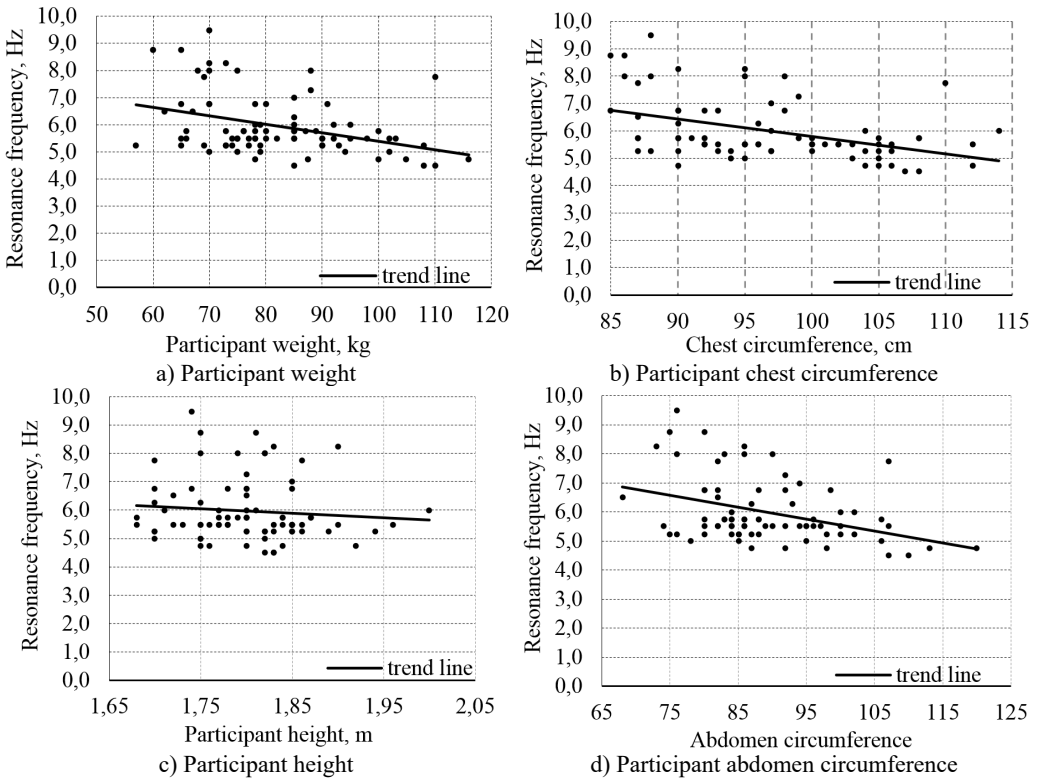 Resonance frequency, Hz
10,0
9,0
8,0
7,0
6,0
5,0
4,0
3,0
2,0
1,0
0,0
trend line
50 60 70 80 90 100 110 120
Participant weight, kg
a) Participant weight
Resonance frequency, Hz
10,0
9,0
8,0
7,0
6,0
5,0
4,0
3,0
2,0
1,0
0,0
trend line
85 90 95 100 105 110 115
Chest circumference, cm
b) Participant chest circumference
Resonance frequency, Hz
10,0
9,0
8,0
7,0
6,0
5,0
4,0
3,0
2,0
1,0
0,0
trend line
1,65 1,75 1,85 1,95 2,05
Participant height, m
c) Participant height
Resonance frequency, Hz
10,0
9,0
8,0
7,0
6,0
5,0
4,0
3,0
2,0
1,0
0,0
trend line
65 75 85 95 105 115 125
Abdomen circumference
d) Participant abdomen circumference